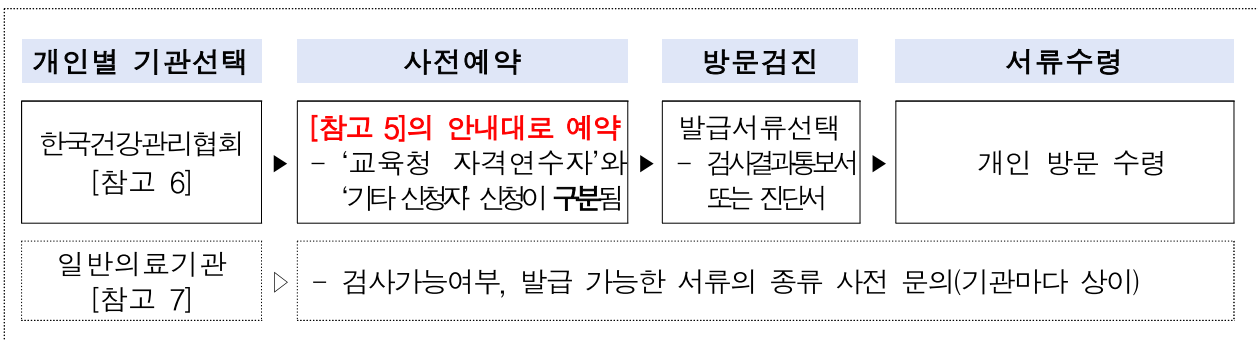 개인별 기관선택
사전예약
방문검진
서류수령
한국건강관리협회
[참고 6]
▶
[참고 5]의 안내대로 예약
- ‘교육청 자격연수자’와
‘기타 신청자’ 신청이 구분됨
▶
발급서류선택
- 검사결과통보서
또는 진단서
▶
개인 방문 수령
일반의료기관
[참고 7]
▷
- 검사가능여부, 발급 가능한 서류의 종류 사전 문의(기관마다 상이)